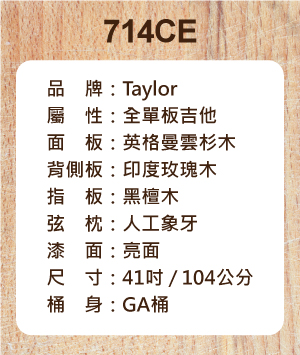 714CE
品　牌：Taylor
屬　性：全單板吉他
面　板：英格曼雲杉木
背側板：印度玫瑰木
指　板：黑檀木
弦　枕：人工象牙
漆　面：亮面
尺　寸：41吋 / 104公分
桶　身：GA桶